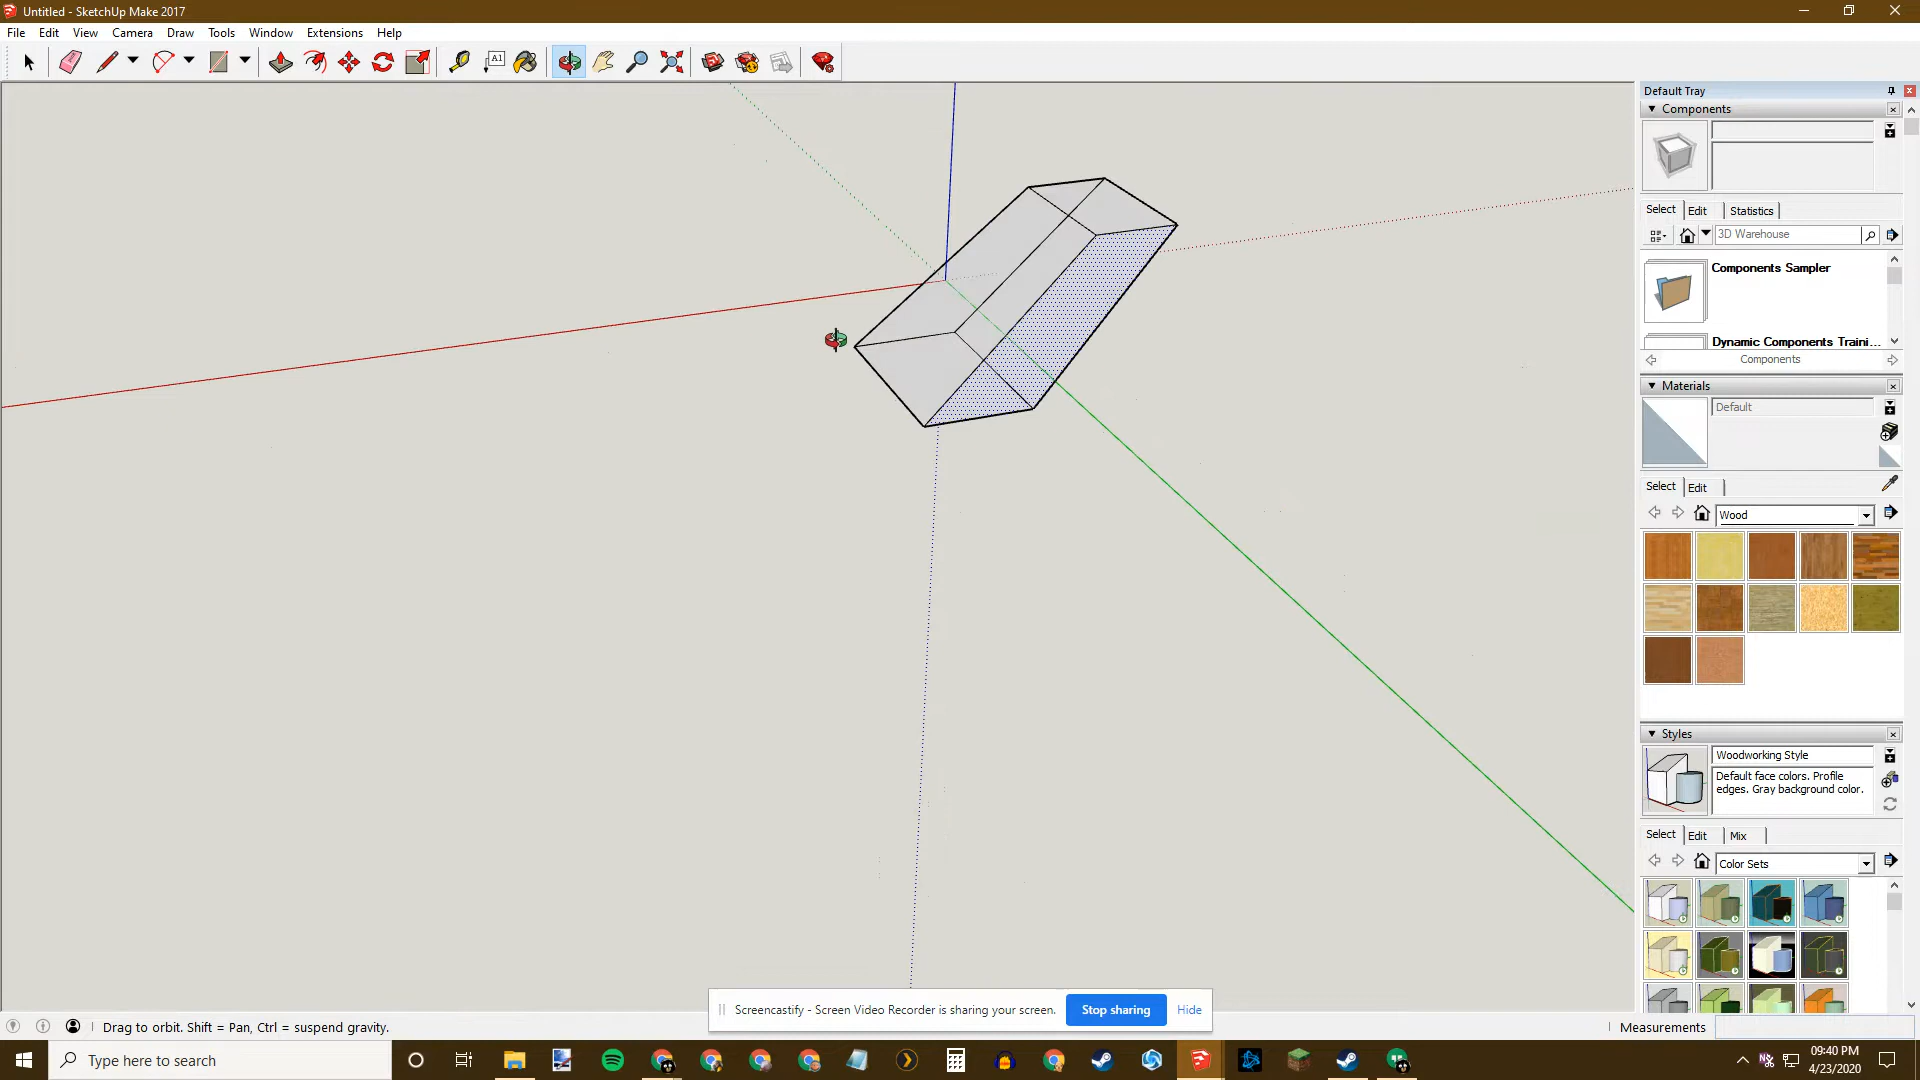 Untitled - SketchUp Make 2017
File Edit View Camera Draw Tools Window Extensions Help
A1
Default Tray
Components
Select Edit Statistics
3D Warehouse
Components Sampler
Dynamic Components Traini...
Components
Materials
Default
Select Edit
Wood
Styles
Woodworking Style
Default face colors. Profile
edges. Gray background color.
Select Edit Mix
Color Sets
Screencastify - Screen Video Recorder is sharing your screen. Stop sharing Hide
Drag to orbit. Shift = Pan, Ctrl = suspend gravity. Measurements
Type here to search
09:40 PM
4/23/2020